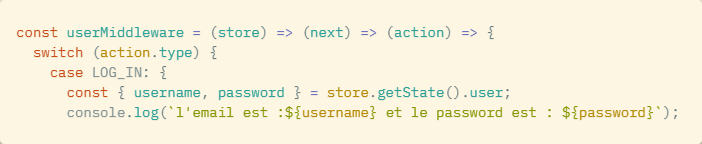 const userMiddleware = (store) => (next) => (action) => {
switch (action.type) {
case LOG_IN: {
const { username, password } = store.getState().user;
console.log(`l'email est :${username} et le password est : ${password}`);